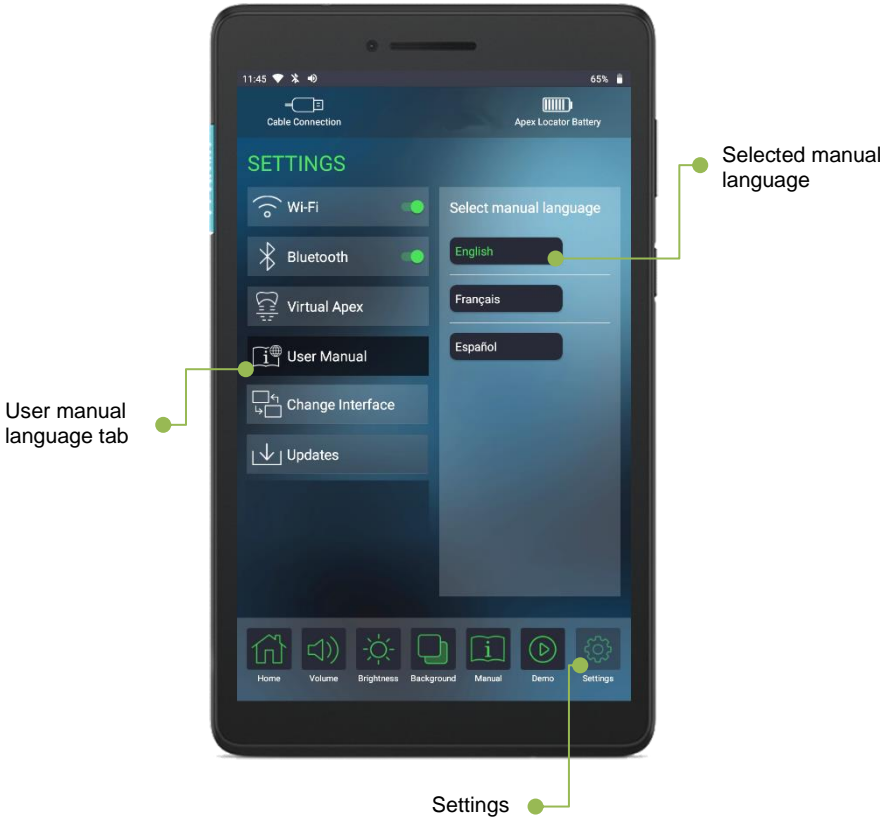 11:45
65%
Cable Connection
Apex Locator Battery
SETTINGS
Wi-Fi
Bluetooth
Virtual Apex
User Manual
Change Interface
Updates
Select manual language
English
Français
Español
Home
Volume
Brightness
Background
Manual
Demo
Settings
Selected manual
language
User manual
language tab
Settings